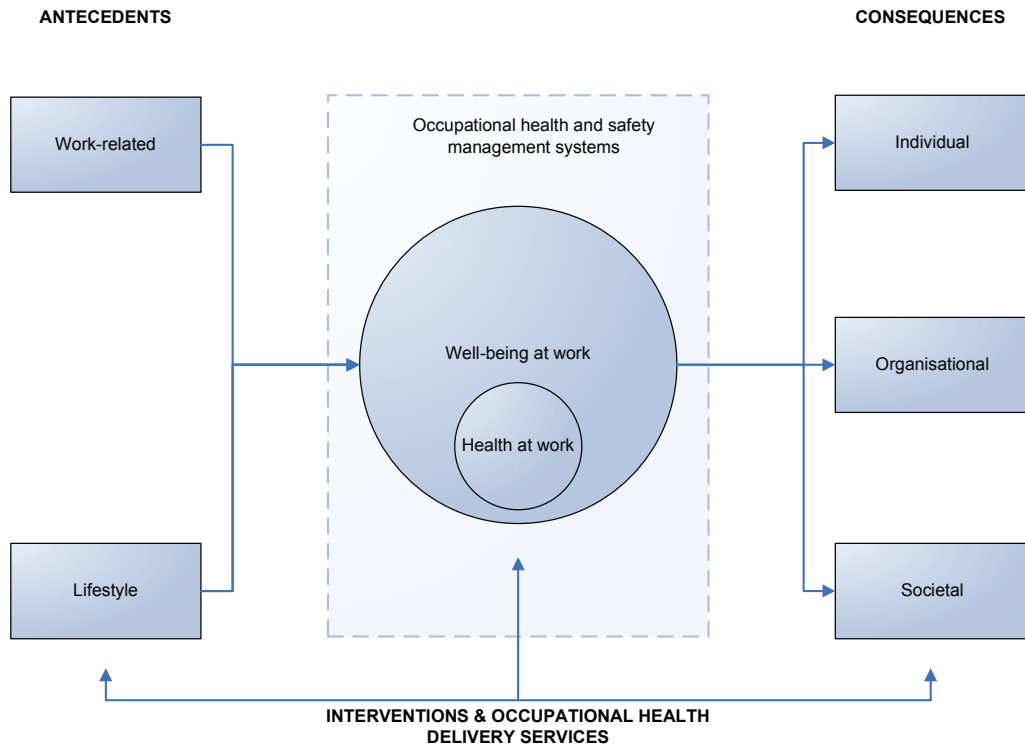 ANTECEDENTS
CONSEQUENCES
Work-related
Occupational health and safety
management systems
Individual
Well-being at work
Organisational
Health at work
Lifestyle
Societal
INTERVENTIONS & OCCUPATIONAL HEALTH
DELIVERY SERVICES